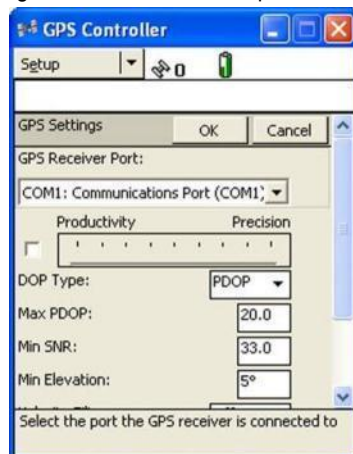 GPS Controller
Setup 0
GPS Settings OK Cancel
GPS Receiver Port:
COM1: Communications Port (COM1)
Productivity Precision
DOP Type: PDOP
Max PDOP: 20.0
Min SNR: 33.0
Min Elevation: 5°
Select the port the GPS receiver is connected to